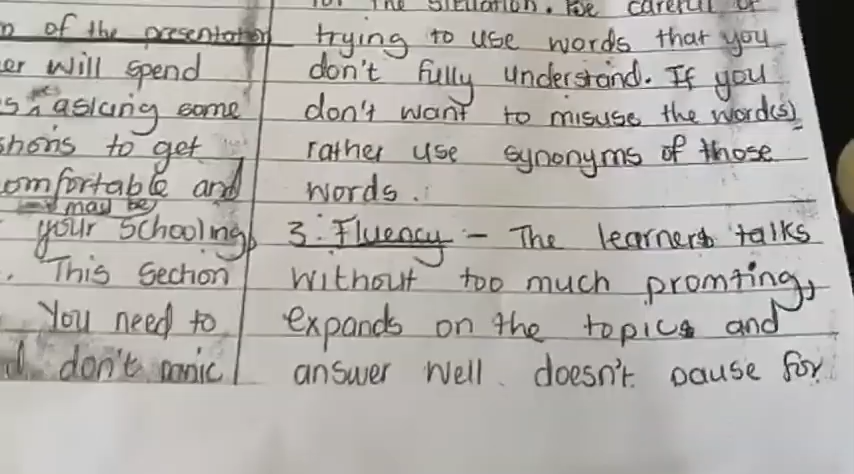 n of the presentation
er will spend
s asking some
shons to get
omfortable and
may be
your schooling
. This section
You need to
don't panic
for the situation. Be careful of
trying to use words that you
don't fully understand. If you
don't want to misuse the word(s)
rather use synonyms of those
words.
3. Fluency - The learners talks
without too much promting,
expands on the topics and
answer well. doesn't pause for